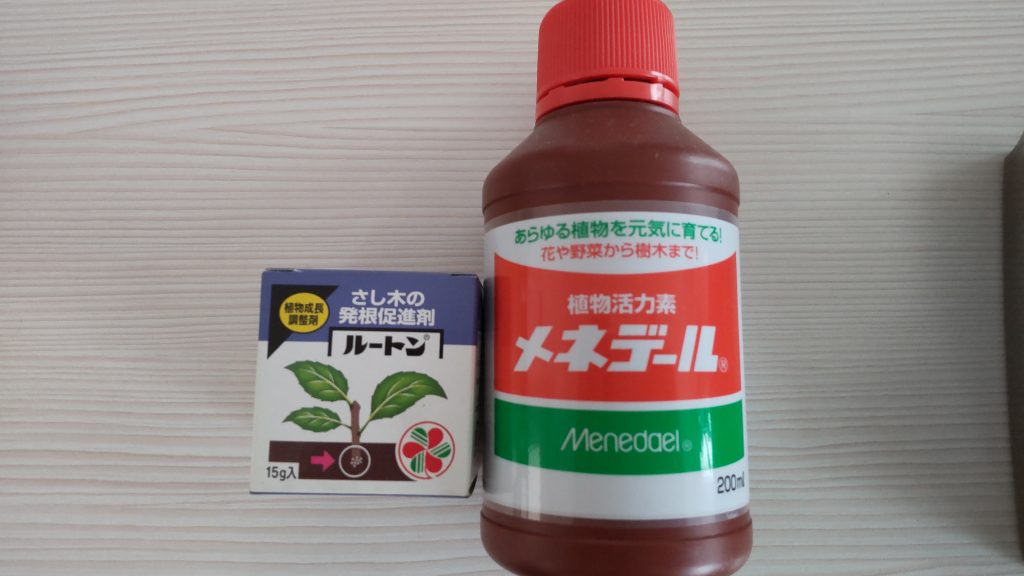 植物成長
調整剤
さし木の
発根促進剤
ルートン®
15g入
あらゆる植物を元気に育てる!
花や野菜から樹木まで!
植物活力素
メネデール®
Menedael®
200ml